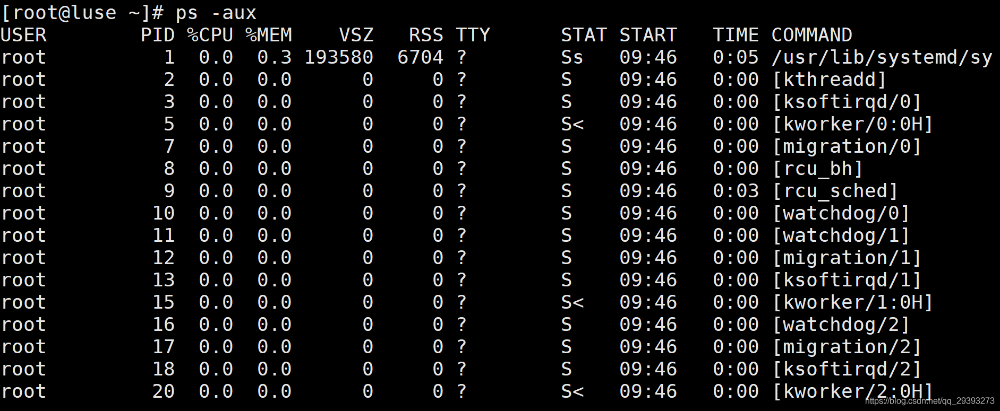 [root@luse ~]# ps -aux
USER        PID %CPU %MEM    VSZ   RSS TTY      STAT START   TIME COMMAND
root          1  0.0  0.3 193580  6704 ?        Ss   09:46   0:05 /usr/lib/systemd/sy
root          2  0.0  0.0      0     0 ?        S    09:46   0:00 [kthreadd]
root          3  0.0  0.0      0     0 ?        S    09:46   0:00 [ksoftirqd/0]
root          5  0.0  0.0      0     0 ?        S<   09:46   0:00 [kworker/0:0H]
root          7  0.0  0.0      0     0 ?        S    09:46   0:00 [migration/0]
root          8  0.0  0.0      0     0 ?        S    09:46   0:00 [rcu_bh]
root          9  0.0  0.0      0     0 ?        S    09:46   0:03 [rcu_sched]
root         10  0.0  0.0      0     0 ?        S    09:46   0:00 [watchdog/0]
root         11  0.0  0.0      0     0 ?        S    09:46   0:00 [watchdog/1]
root         12  0.0  0.0      0     0 ?        S    09:46   0:00 [migration/1]
root         13  0.0  0.0      0     0 ?        S    09:46   0:00 [ksoftirqd/1]
root         15  0.0  0.0      0     0 ?        S<   09:46   0:00 [kworker/1:0H]
root         16  0.0  0.0      0     0 ?        S    09:46   0:00 [watchdog/2]
root         17  0.0  0.0      0     0 ?        S    09:46   0:00 [migration/2]
root         18  0.0  0.0      0     0 ?        S    09:46   0:00 [ksoftirqd/2]
root         20  0.0  0.0      0     0 ?        S<   09:46   0:00 [kworker/2:0H]
https://blog.csdn.net/qq_29393273